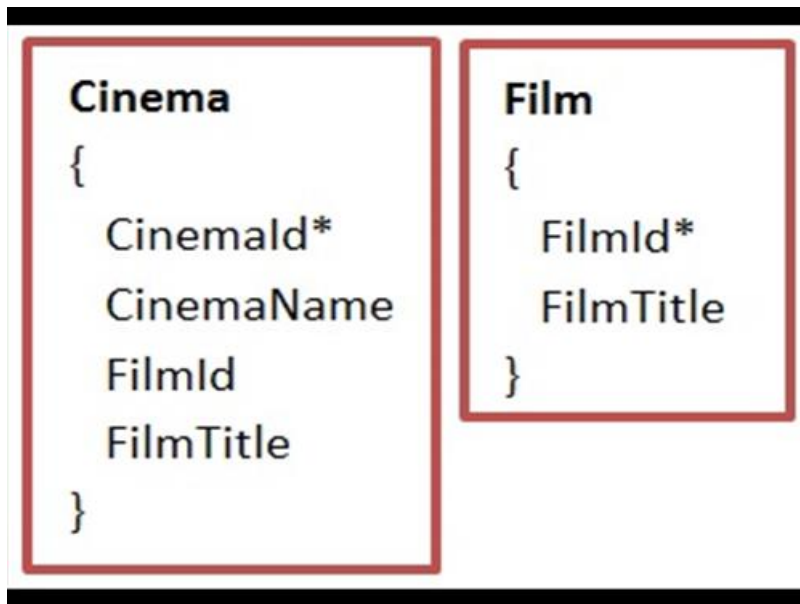 Cinema
{
CinemaId*
CinemaName
FilmId
FilmTitle
}
Film
{
FilmId*
FilmTitle
}